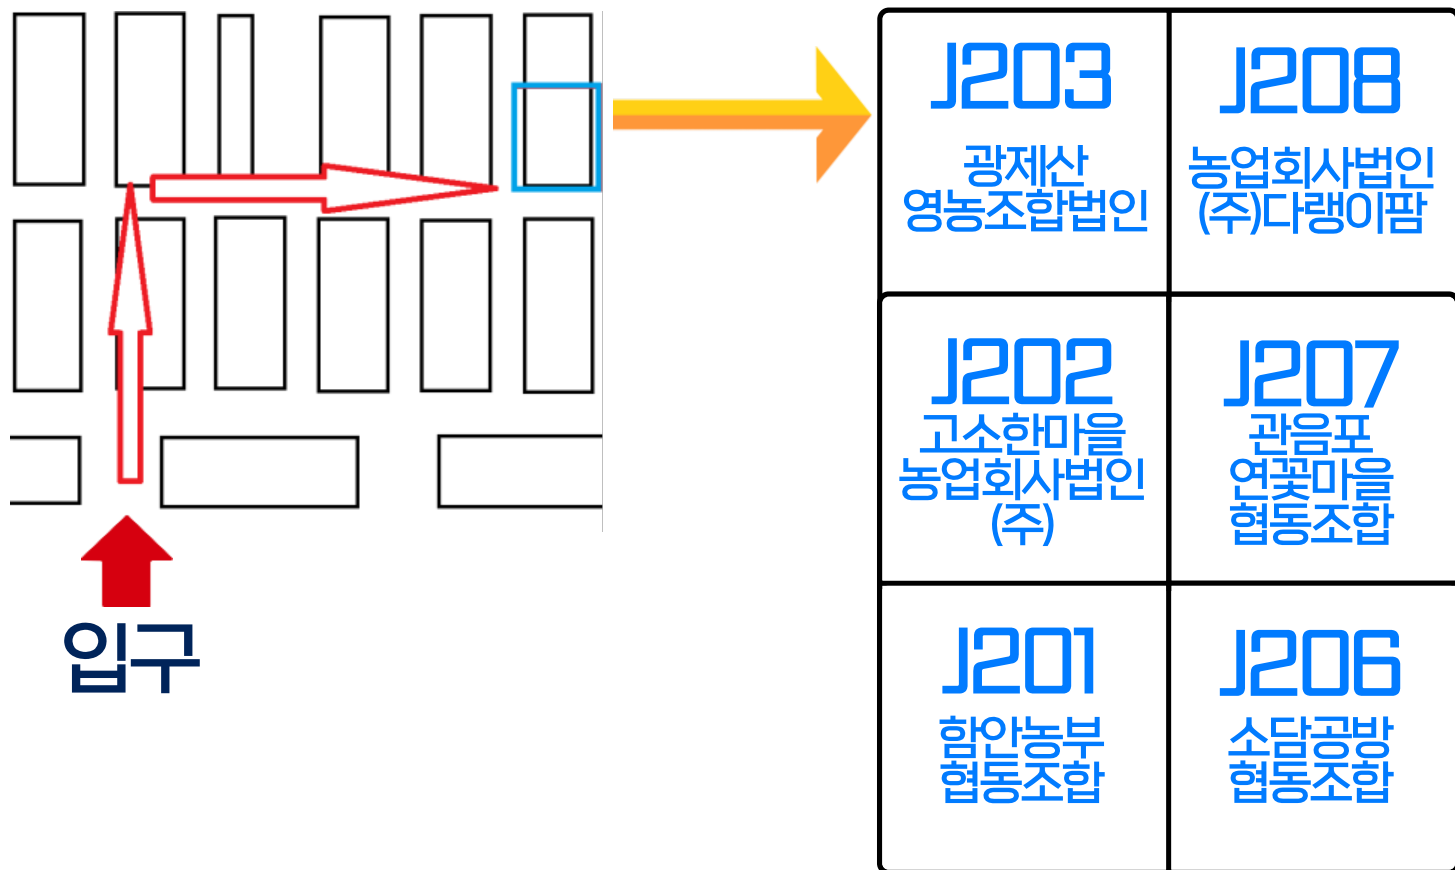 입구
J203
광제산
영농조합법인
J208
농업회사법인
(주)다랭이팜
J202
고소한마을
농업회사법인
(주)
J207
관음포
연꽃마을
협동조합
J201
함안농부
협동조합
J206
소담공방
협동조합